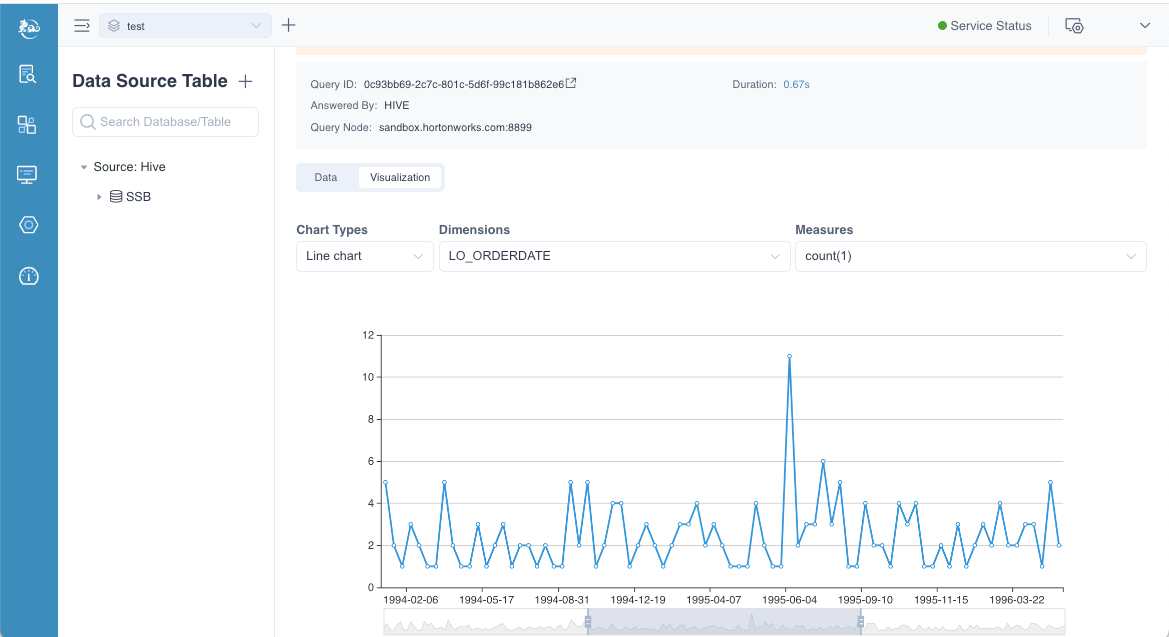 test
Service Status
Data Source Table
Search Database/Table
Source: Hive
SSB
Query ID: 0c93bb69-2c7c-801c-5d6f-99c181b862e6
Duration: 0.67s
Answered By: HIVE
Query Node: sandbox.hortonworks.com:8899
Data
Visualization
Chart Types
Dimensions
Measures
Line chart
LO_ORDERDATE
count(1)
12
10
8
6
4
2
0
1994-02-06
1994-05-17
1994-08-31
1994-12-19
1995-04-07
1995-06-04
1995-09-10
1995-11-15
1996-03-22